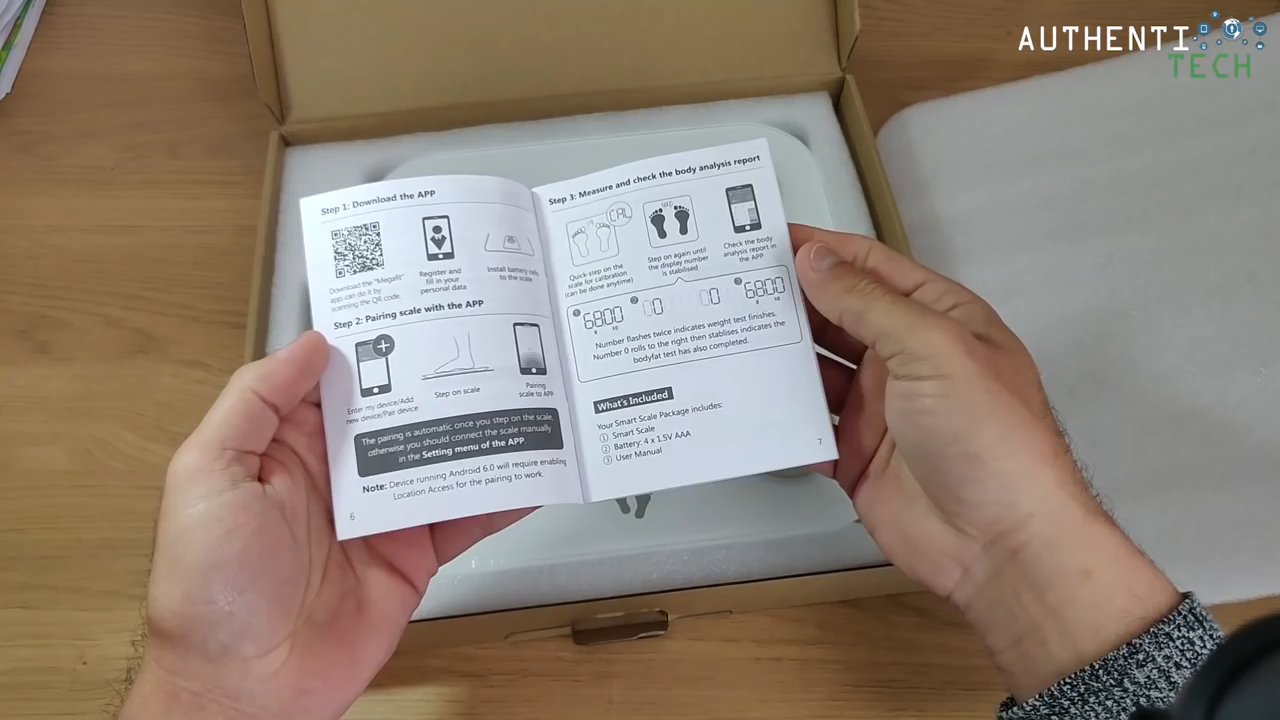 AUTHENTI
TECH
Step 1: Download the APP
Download the "Megafit"
app can do it by
scanning the QR code.
Register and
fill in your
personal data
Install battery cells
to the scale
Step 2: Pairing scale with the APP
Enter my device/Add
new device/Pair device
Step on scale
Pairing
scale to APP
The pairing is automatic once you step on the scale,
otherwise you should connect the scale manually
in the Setting menu of the APP
Note: Device running Android 6.0 will require enabling
Location Access for the pairing to work.
6
Step 3: Measure and check the body analysis report
CAL
Quick-step on the
scale for calibration
(can be done anytime)
Step on again until
the display number
is stabilised
Check the body
analysis report in
the APP
1
6800
kg
2
0
0
3
6800
kg
Number flashes twice indicates weight test finishes.
Number 0 rolls to the right then stablises indicates the
bodyfat test has also completed.
What's Included
Your Smart Scale Package includes:
① Smart Scale
② Battery: 4 x 1.5V AAA
③ User Manual
7